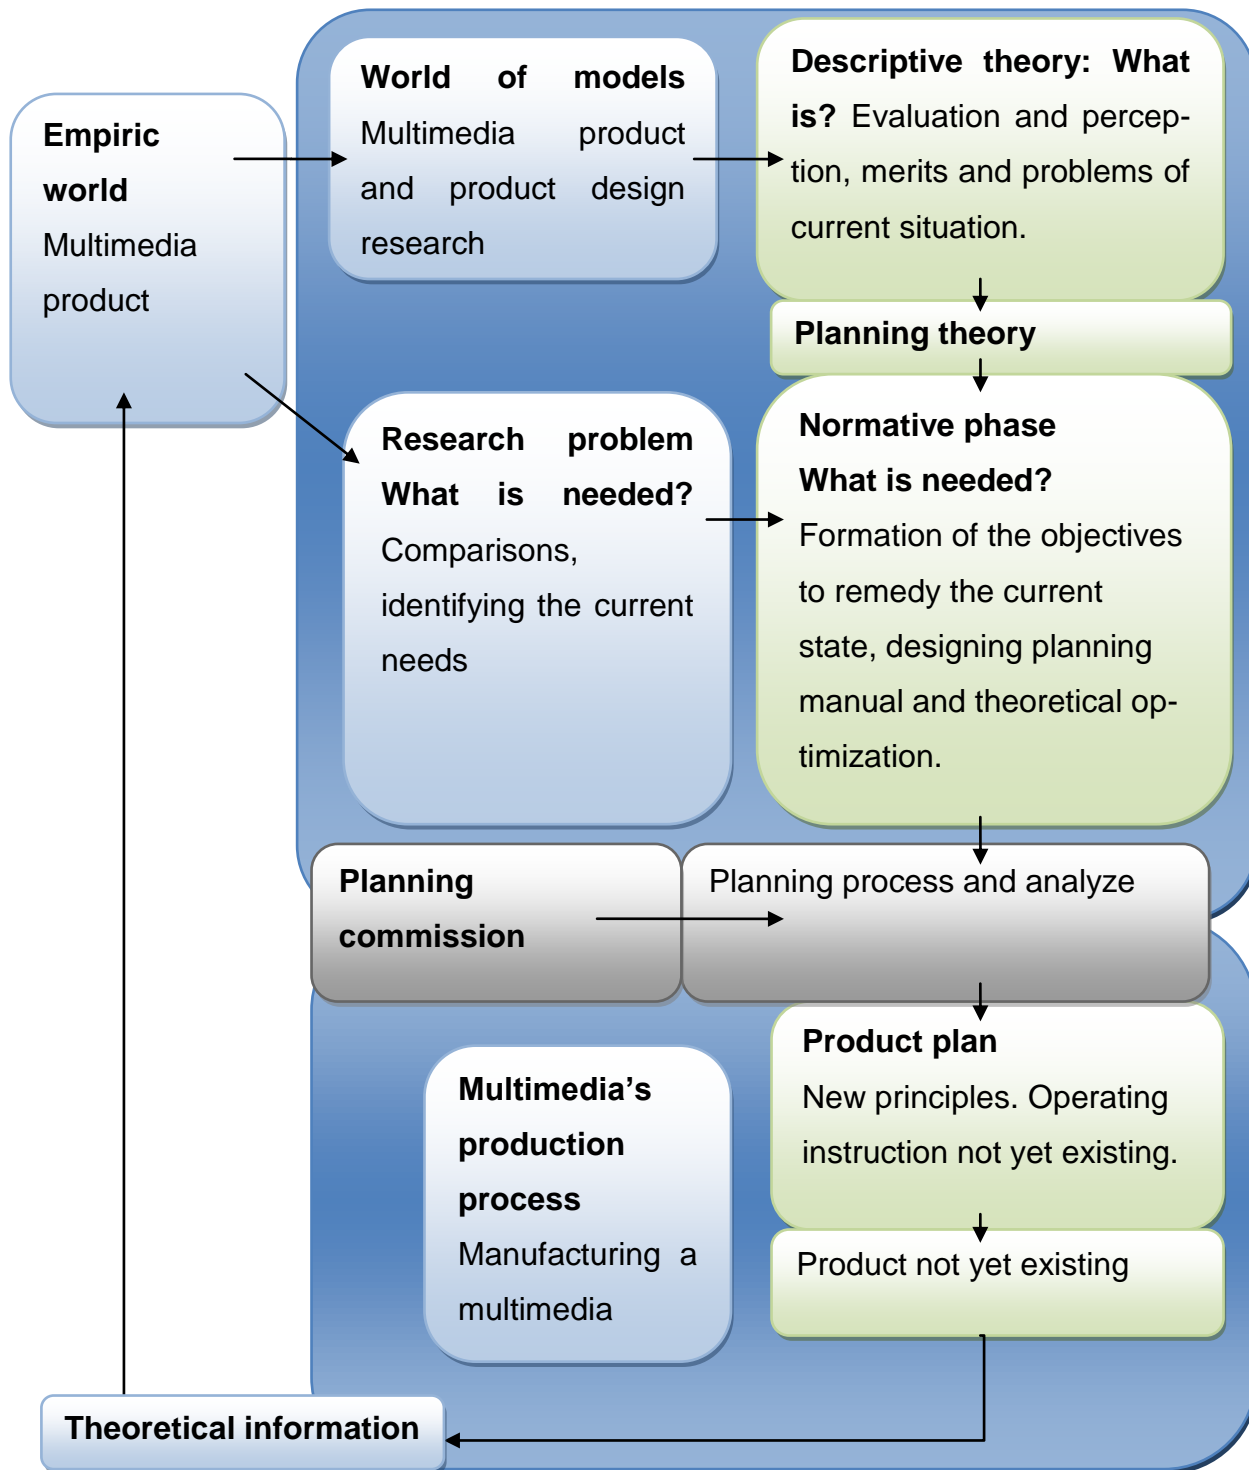 Empiric
world
Multimedia
product
World of models
Multimedia product
and product design
research
Descriptive theory: What
is? Evaluation and percep-
tion, merits and problems of
current situation.
Planning theory
Research problem
What is needed?
Comparisons,
identifying the current
needs
Normative phase
What is needed?
Formation of the objectives
to remedy the current
state, designing planning
manual and theoretical op-
timization.
Planning
commission
Planning process and analyze
Product plan
New principles. Operating
instruction not yet existing.
Multimedia’s
production
process
Manufacturing a
multimedia
Product not yet existing
Theoretical information